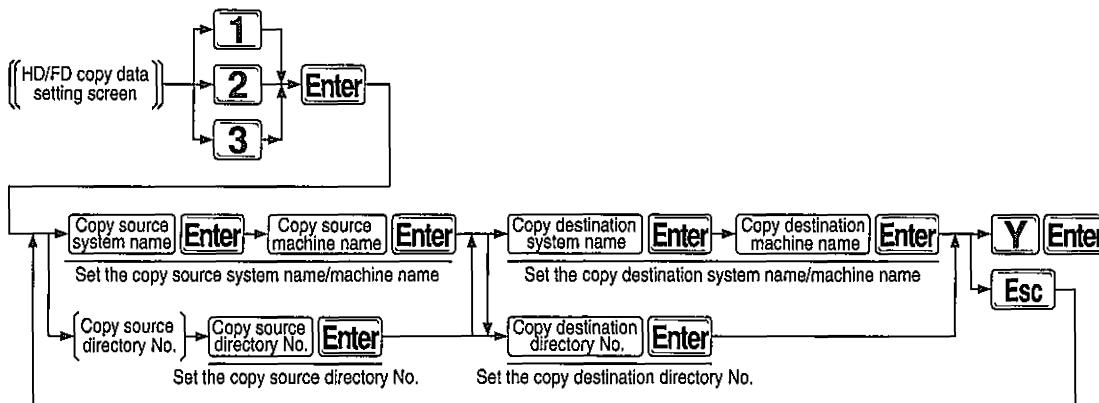 1
HD/FD copy data
setting screen
2
Enter
3
Copy source
system name
Enter
Copy source
machine name
Enter
Copy destination
system name
Enter
Copy destination
machine name
Enter
Y
Enter
Set the copy source system name/machine name
Set the copy destination system name/machine name
Esc
Copy source
directory No.
Copy source
directory No.
Enter
Copy destination
directory No.
Enter
Set the copy source directory No.
Set the copy destination directory No.